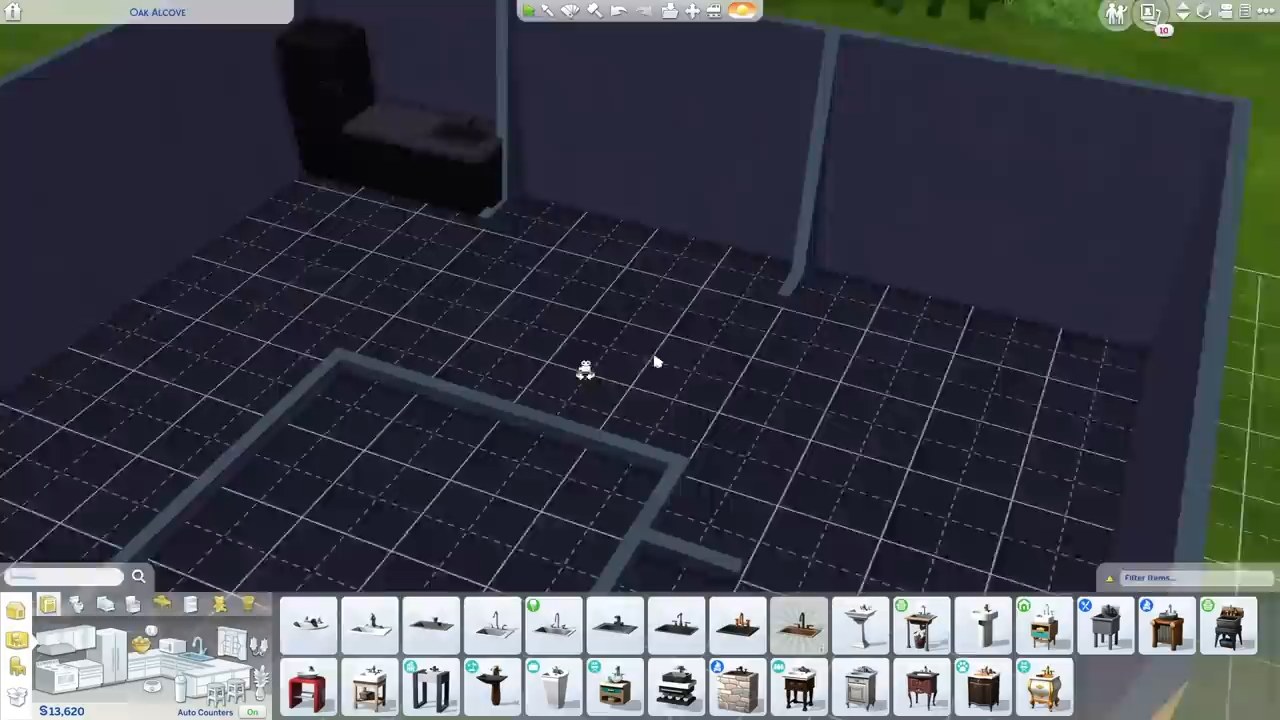 OAK ALCOVE
10
Filter Items...
§13,620
Auto Counters On